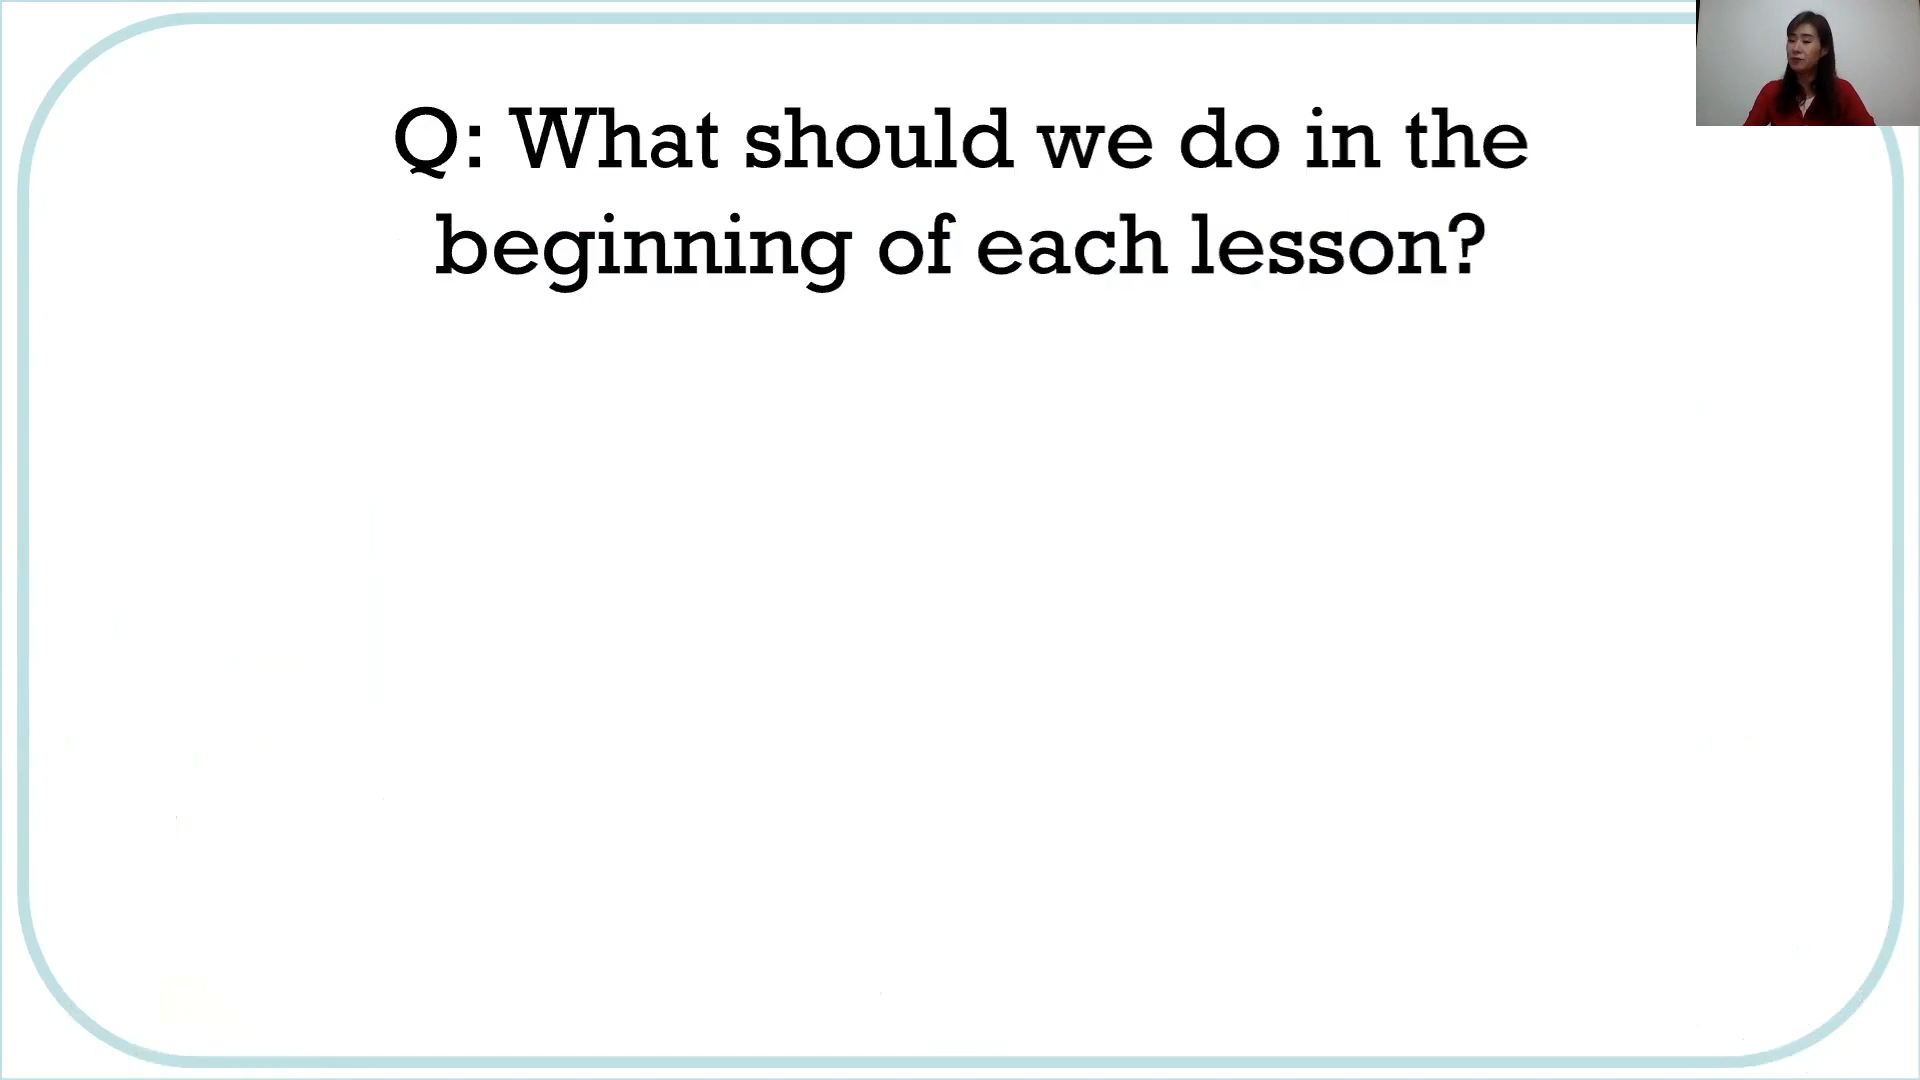 Q: What should we do in the
beginning of each lesson?